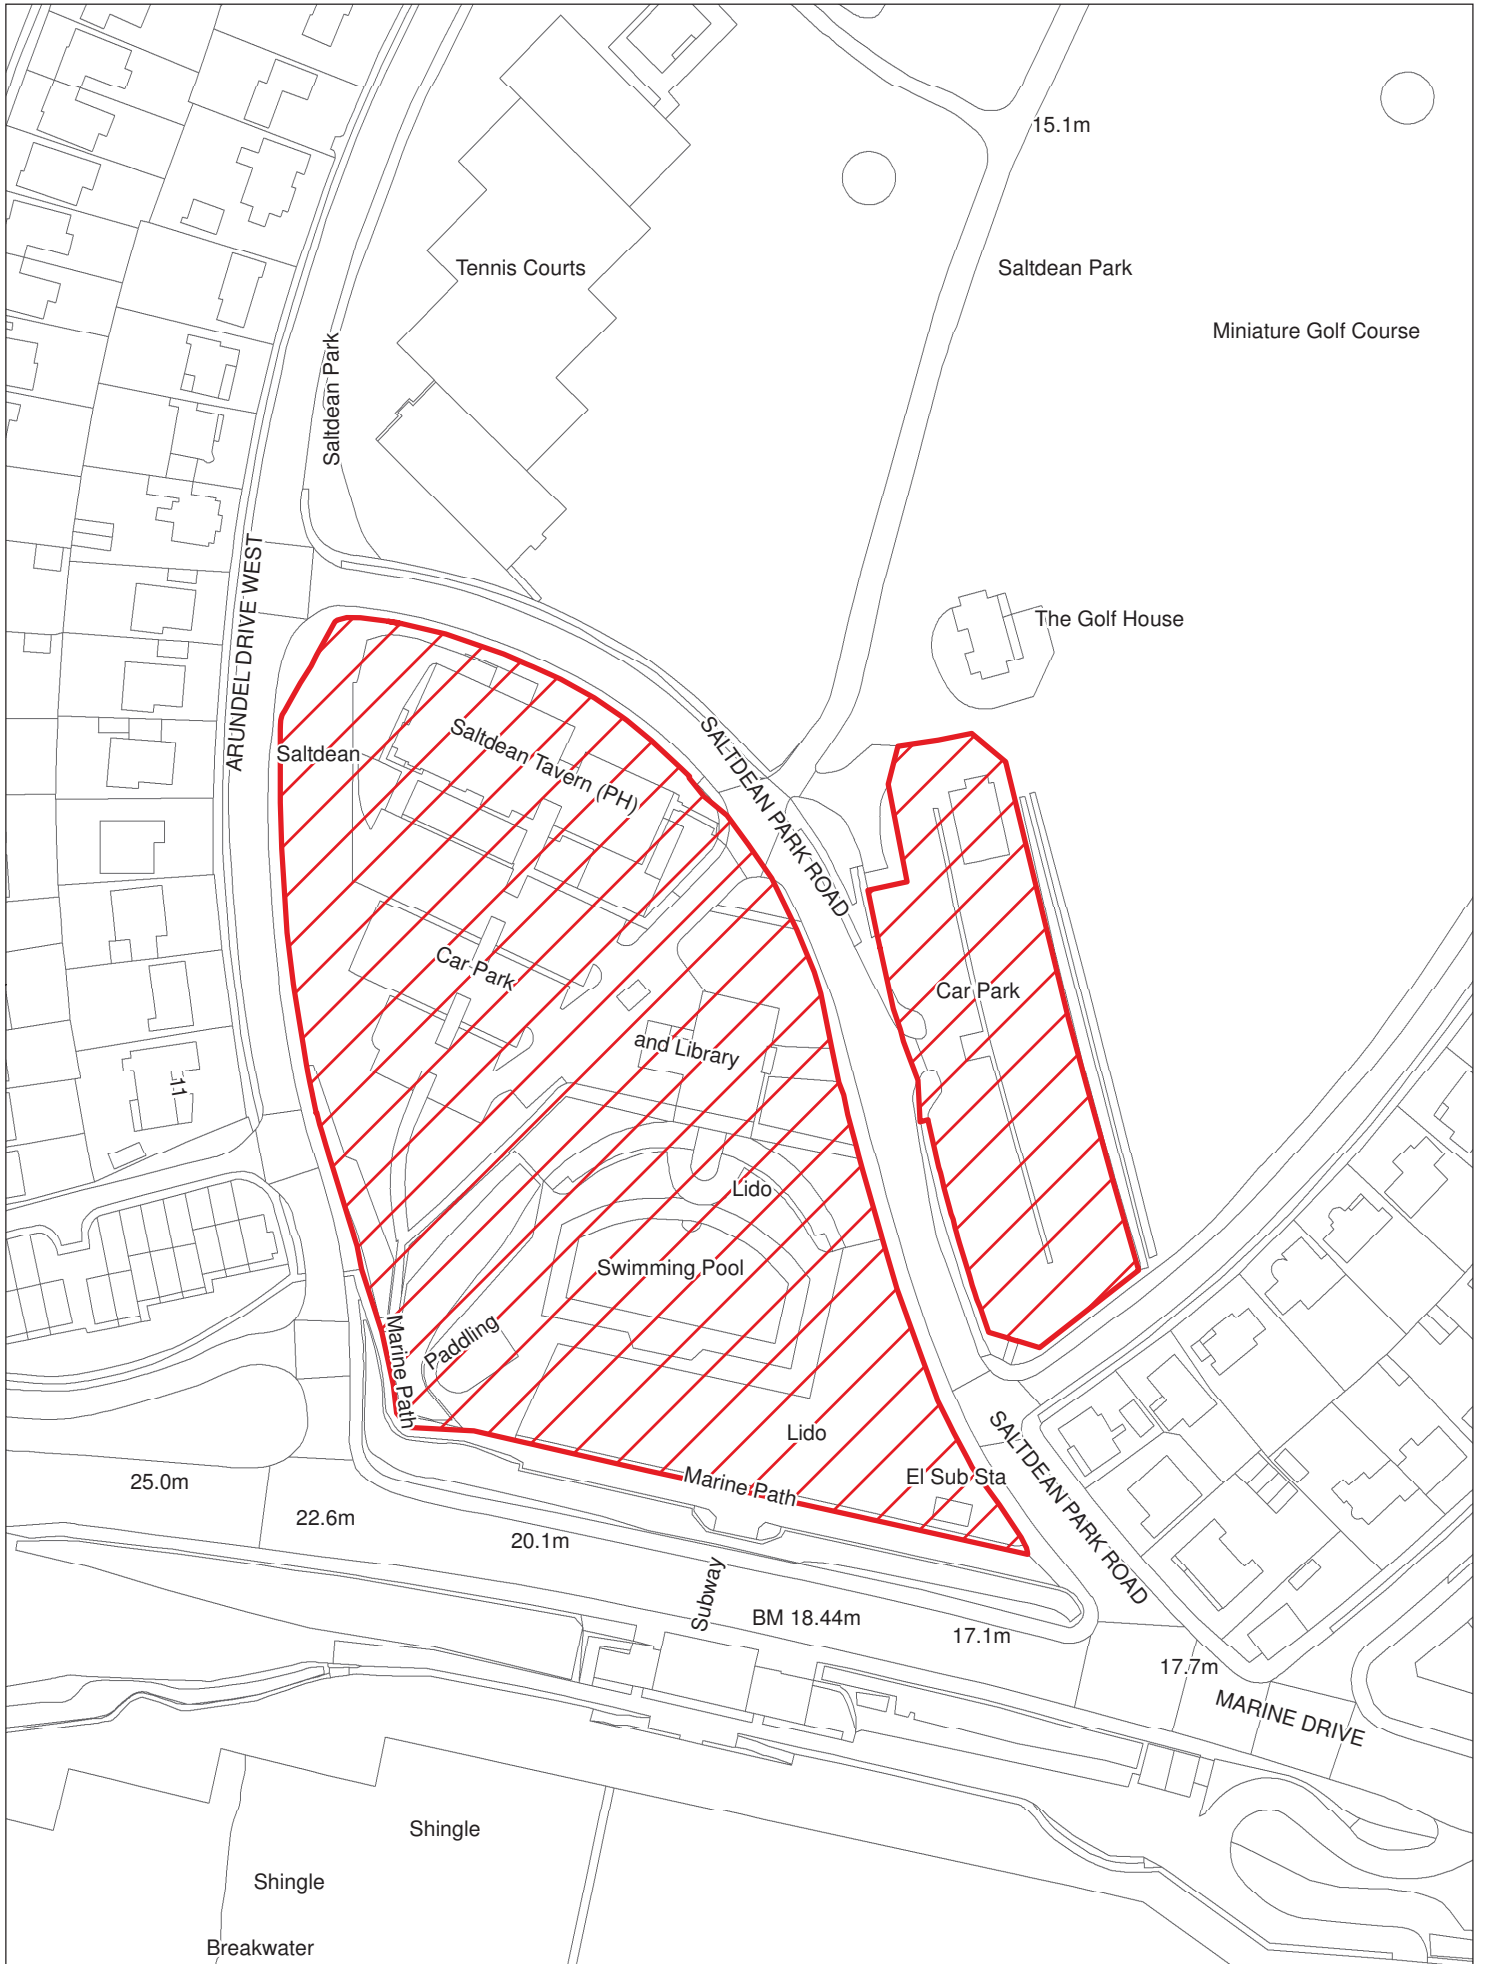 15.1m
Tennis Courts
Saltdean Park
Miniature Golf Course
Saltdean Park
ARUNDEL DRIVE WEST
The Golf House
Saltdean
Saltdean Tavern (PH)
SALTDEAN PARK ROAD
Car Park
Car Park
and Library
11
Lido
Swimming Pool
Paddling
Marine Path
Lido
El Sub Sta
Marine Path
SALTDEAN PARK ROAD
25.0m
22.6m
20.1m
Subway
BM 18.44m
17.1m
17.7m
MARINE DRIVE
Shingle
Shingle
Breakwater